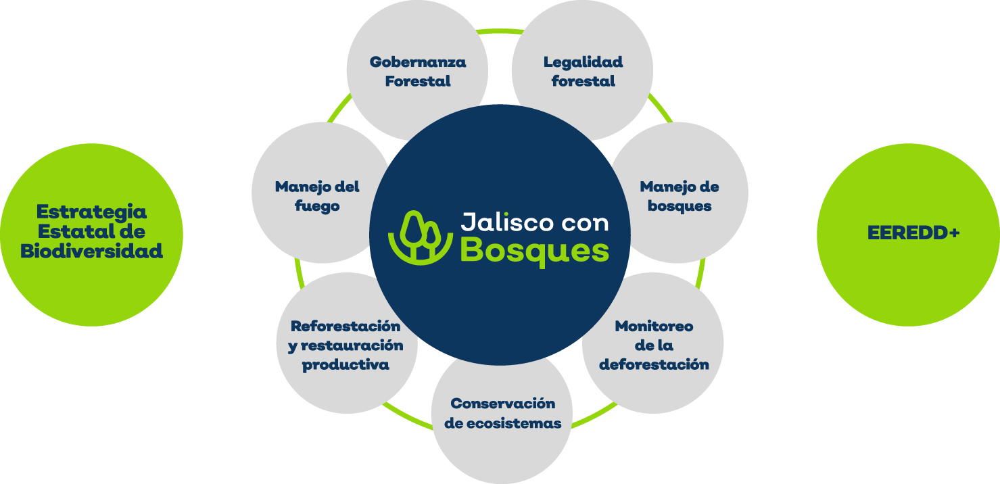 Gobernanza
Forestal
Legalidad
forestal
Manejo del
fuego
Manejo de
bosques
Estrategia
Estatal de
Biodiversidad
Jalisco con
Bosques
EEREDD+
Reforestación
y restauración
productiva
Monitoreo
de la
deforestación
Conservación
de ecosistemas